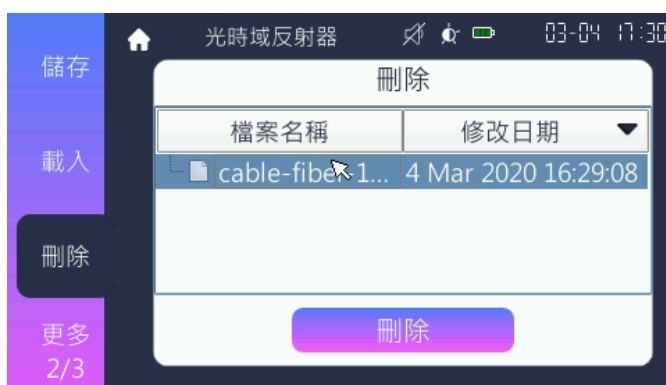 光時域反射器 03-04 17:30
儲存
載入
刪除
更多
2/3
刪除
檔案名稱 修改日期
cable-fiber-1... 4 Mar 2020 16:29:08
刪除